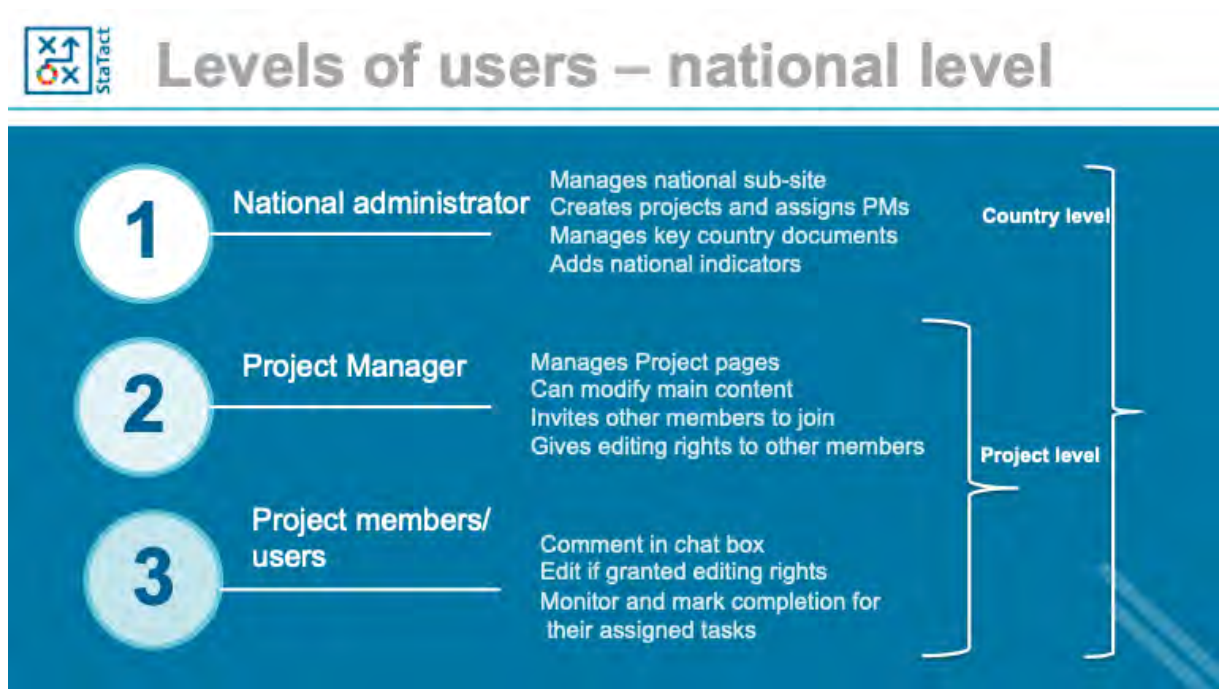 StaTact
Levels of users – national level
1
National administrator
Manages national sub-site
Creates projects and assigns PMs
Manages key country documents
Adds national indicators
Country level
2
Project Manager
Manages Project pages
Can modify main content
Invites other members to join
Gives editing rights to other members
Project level
3
Project members/
users
Comment in chat box
Edit if granted editing rights
Monitor and mark completion for
their assigned tasks